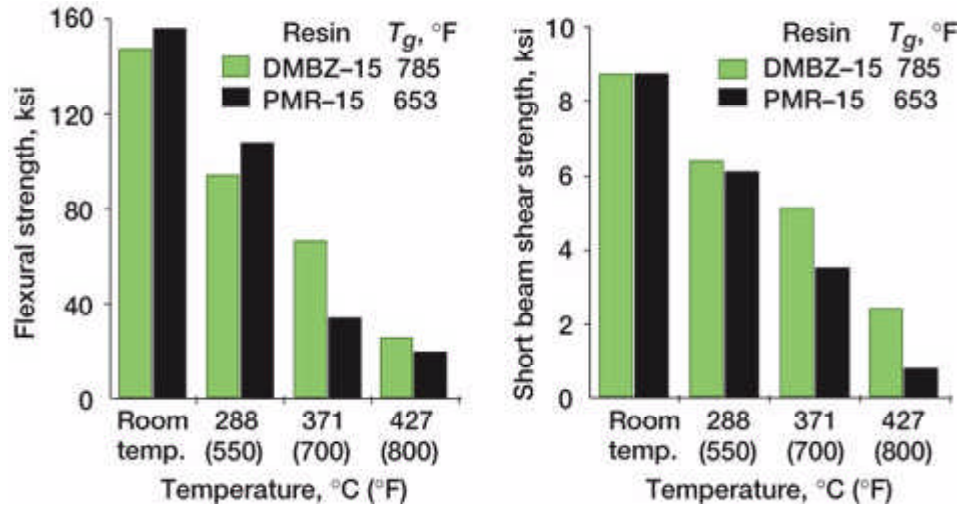 Flexural strength, ksi
160
120
80
40
0
Resin Tg, °F
DMBZ–15 785
PMR–15 653
Room temp.
288 (550)
371 (700)
427 (800)
Temperature, °C (°F)
Short beam shear strength, ksi
10
8
6
4
2
0
Resin Tg, °F
DMBZ–15 785
PMR–15 653
Room temp.
288 (550)
371 (700)
427 (800)
Temperature, °C (°F)